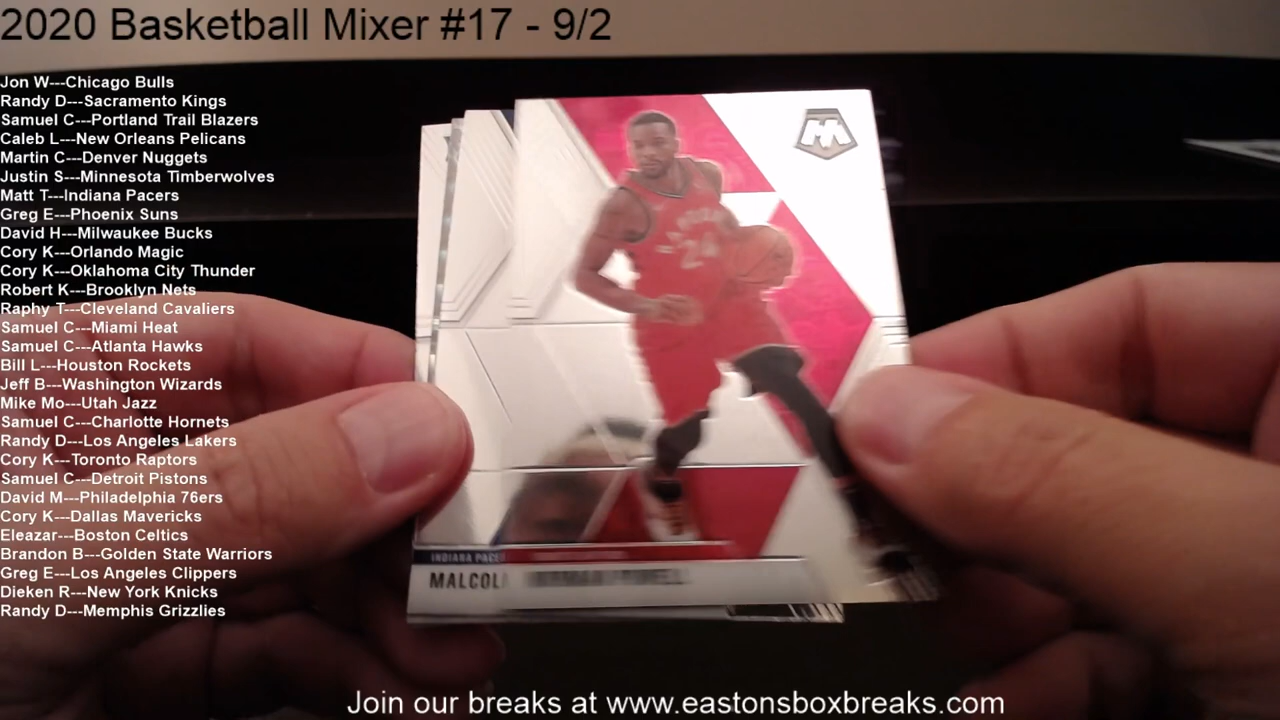 2020 Basketball Mixer #17 - 9/2
Jon W---Chicago Bulls
Randy D---Sacramento Kings
Samuel C---Portland Trail Blazers
Caleb L---New Orleans Pelicans
Martin C---Denver Nuggets
Justin S---Minnesota Timberwolves
Matt T---Indiana Pacers
Greg E---Phoenix Suns
David H---Milwaukee Bucks
Cory K---Orlando Magic
Cory K---Oklahoma City Thunder
Robert K---Brooklyn Nets
Raphy T---Cleveland Cavaliers
Samuel C---Miami Heat
Samuel C---Atlanta Hawks
Bill L---Houston Rockets
Jeff B---Washington Wizards
Mike Mo---Utah Jazz
Samuel C---Charlotte Hornets
Randy D---Los Angeles Lakers
Cory K---Toronto Raptors
Samuel C---Detroit Pistons
David M---Philadelphia 76ers
Cory K---Dallas Mavericks
Eleazar---Boston Celtics
Brandon B---Golden State Warriors
Greg E---Los Angeles Clippers
Dieken R---New York Knicks
Randy D---Memphis Grizzlies
M
24
INDIANA PACE
MALCOL
POWELL
Join our breaks at www.eastonsboxbreaks.com